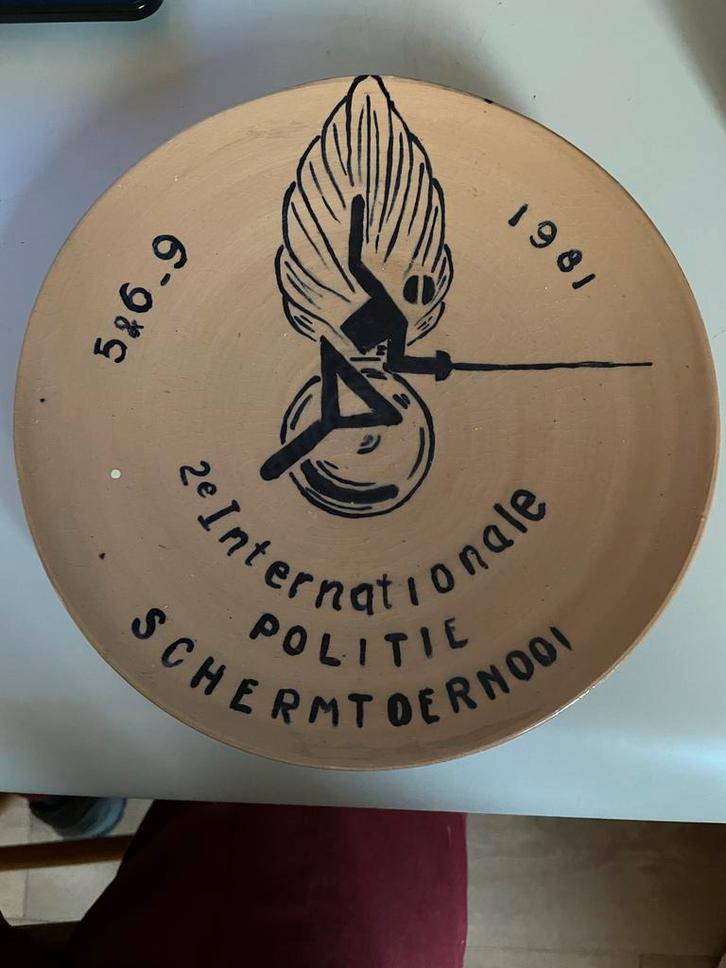 5&6-9
1981
2e Internationale
POLITIE
SCHERMTOERNOOI